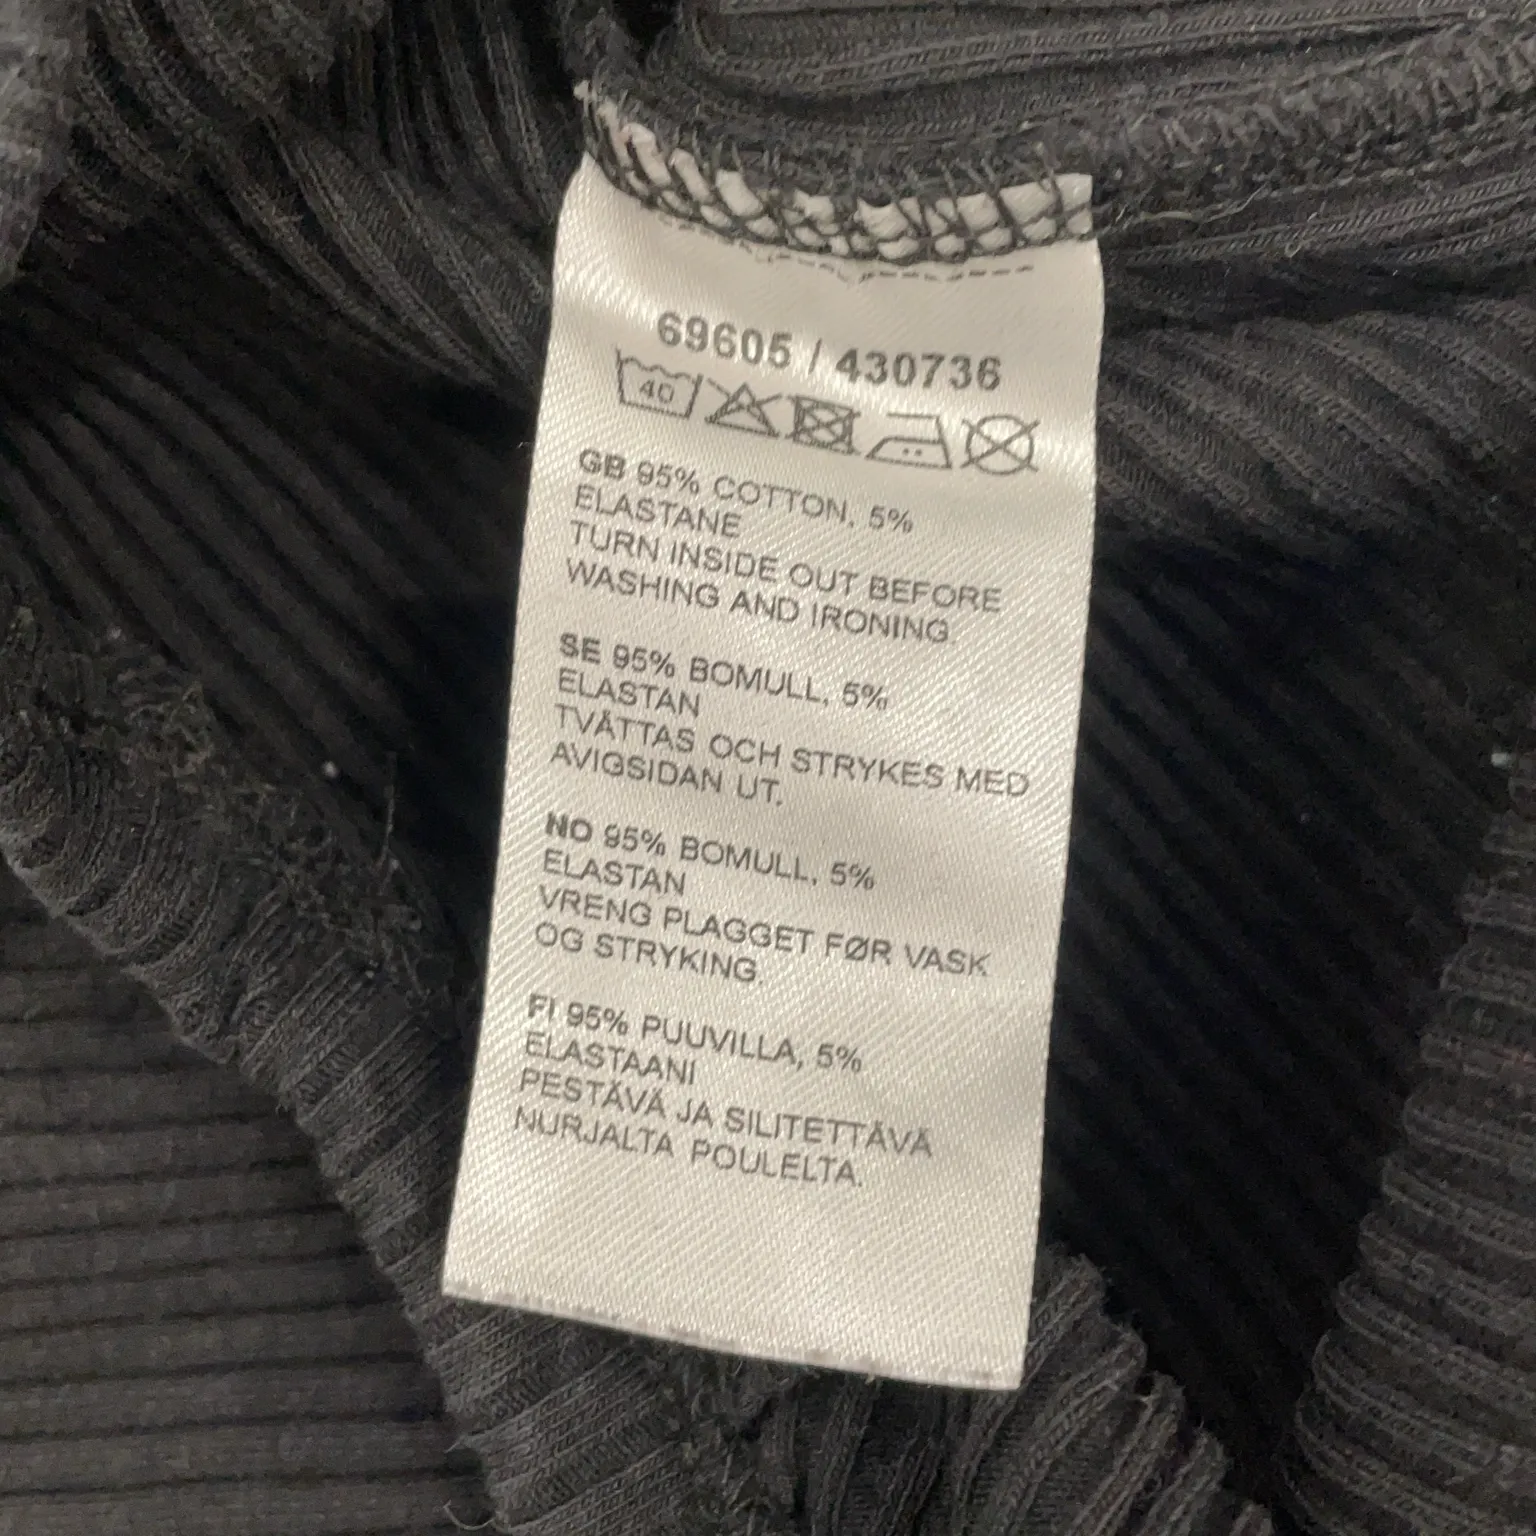 69605 / 430736
40
GB 95% COTTON, 5%
ELASTANE
TURN INSIDE OUT BEFORE
WASHING AND IRONING.
SE 95% BOMULL, 5%
ELASTAN
TVÄTTAS OCH STRYKES MED
AVIGSIDAN UT.
NO 95% BOMULL, 5%
ELASTAN
VRENG PLAGGET FØR VASK
OG STRYKING.
FI 95% PUUVILLA, 5%
ELASTAANI
PESTÄVÄ JA SILITETTÄVÄ
NURJALTA POULELTA.